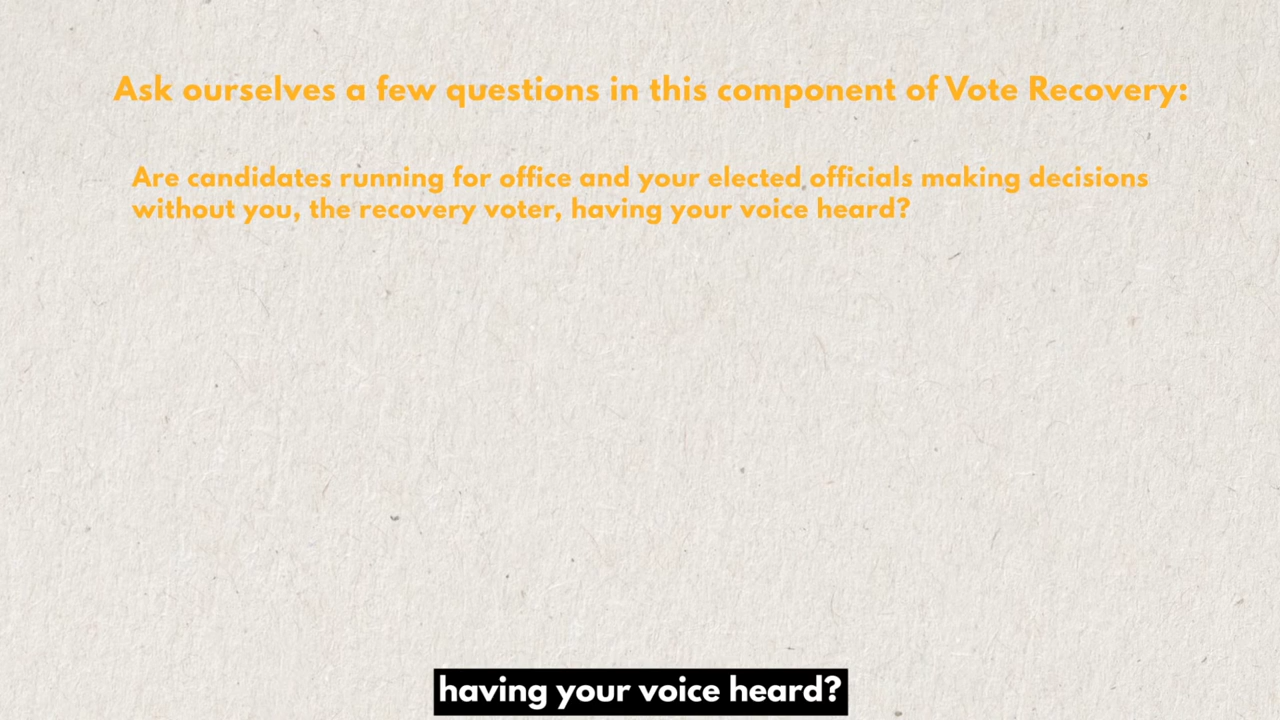 Ask ourselves a few questions in this component of Vote Recovery:
Are candidates running for office and your elected officials making decisions
without you, the recovery voter, having your voice heard?
having your voice heard?